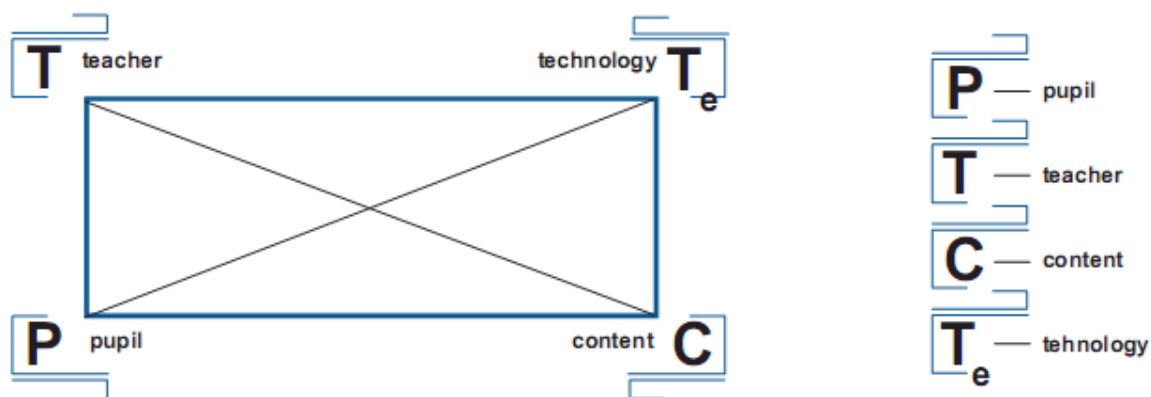 T teacher
technology Te
P pupil
content C
P pupil
T teacher
C content
Te tehnology